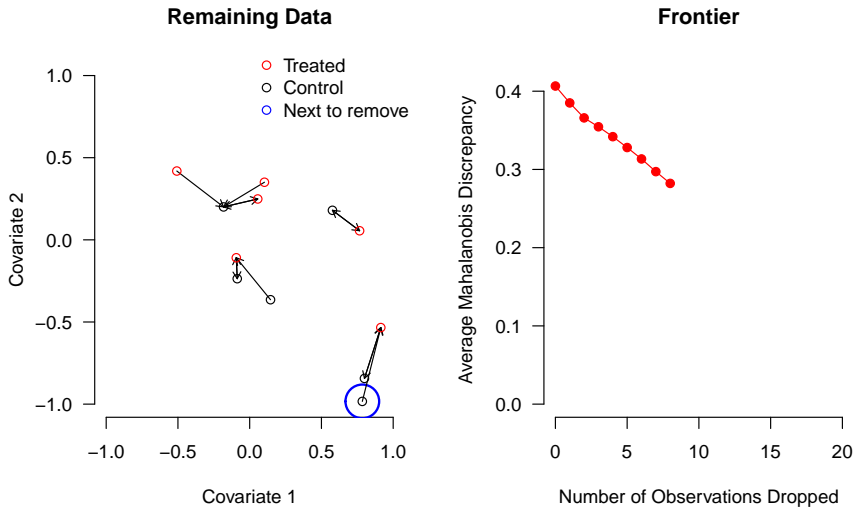 Remaining Data
Treated
Control
Next to remove
1.0
0.5
0.0
−0.5
−1.0
Covariate 2
−1.0 −0.5 0.0 0.5 1.0
Covariate 1
Frontier
0.4
0.3
0.2
0.1
0.0
Average Mahalanobis Discrepancy
0 5 10 15 20
Number of Observations Dropped